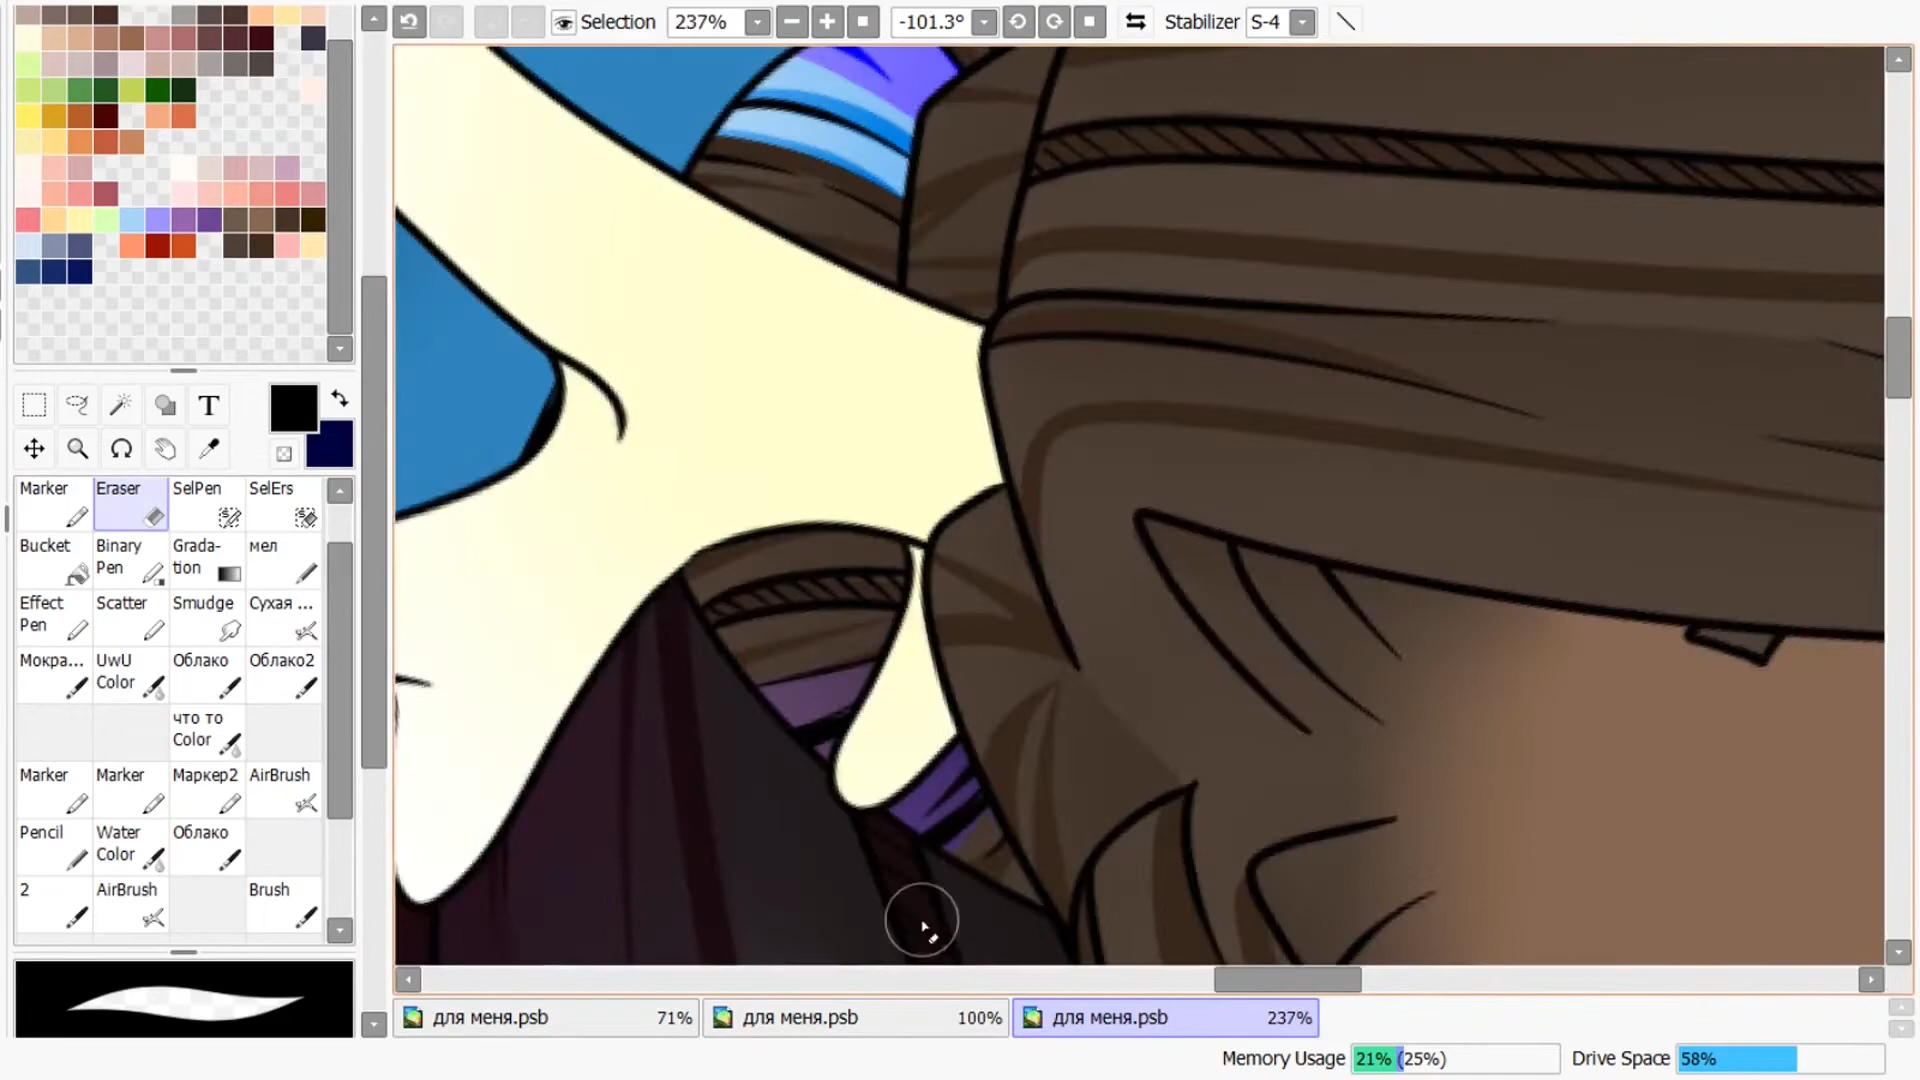 Selection 237% -101.3° Stabilizer S-4
T
Marker Eraser SelPen SelErs
Bucket Binary Pen Grada-tion мел
Effect Pen Scatter Smudge Сухая ...
Мокра... UwU Color Облако Облако2
что то Color
Marker Marker Маркер2 AirBrush
Pencil Water Color Облако
2 AirBrush Brush
для меня.psb 71% для меня.psb 100% для меня.psb 237%
Memory Usage 21% (25%) Drive Space 58%